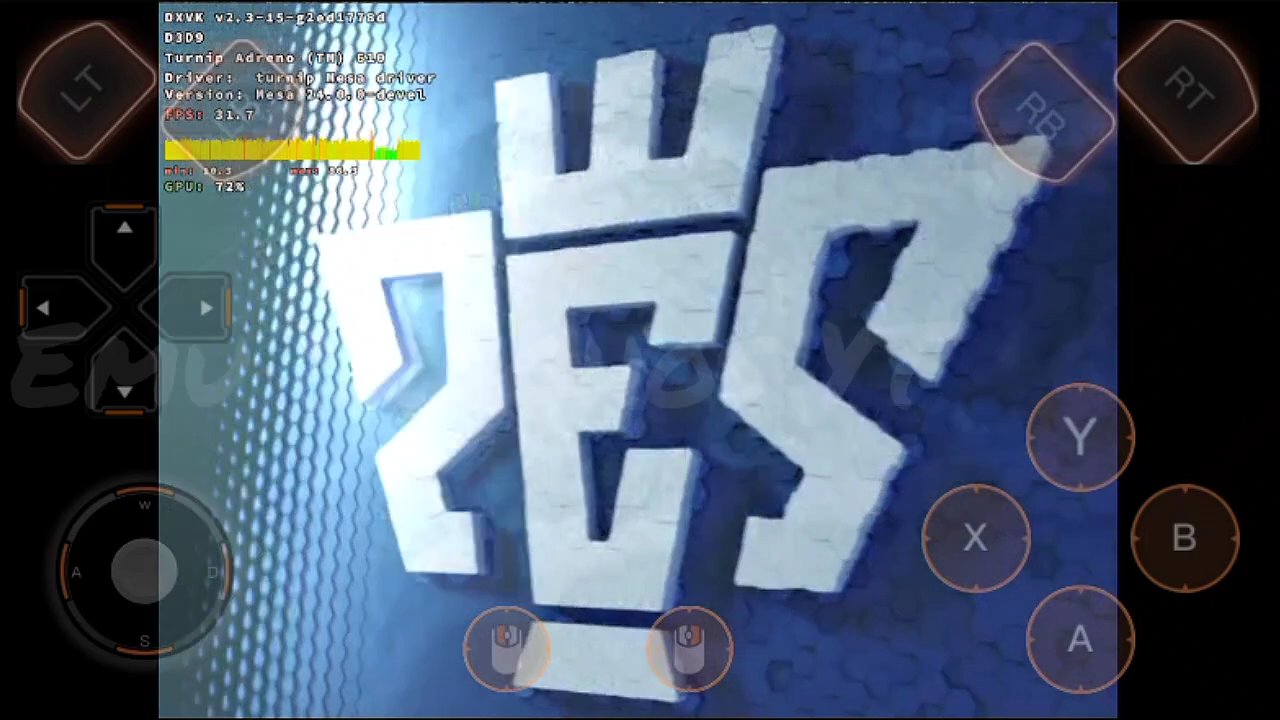 DXVK v2.3-15-g2ed1778d
D3D9
Turnip Adreno (TM) 610
Driver: turnip Mesa driver
Version: Mesa 24.0.0-devel
FPS: 31.7
GPU: 72%
LT
RB
RT
W
A
D
S
Y
X
B
A